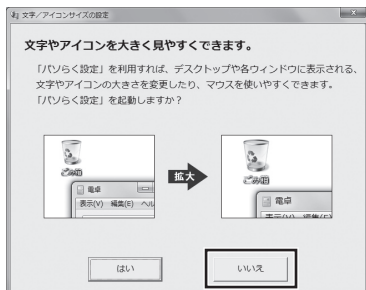 文字／アイコンサイズの設定
文字やアイコンを大きく見やすくできます。
「パソらく設定」を利用すれば、デスクトップや各ウィンドウに表示される、
文字やアイコンの大きさを変更したり、マウスを使いやすくできます。
「パソらく設定」を起動しますか？
ごみ箱
電卓
表示(V) 編集(E) ヘル
拡大
ごみ箱
電卓
表示(V) 編集(E)
はい
いいえ